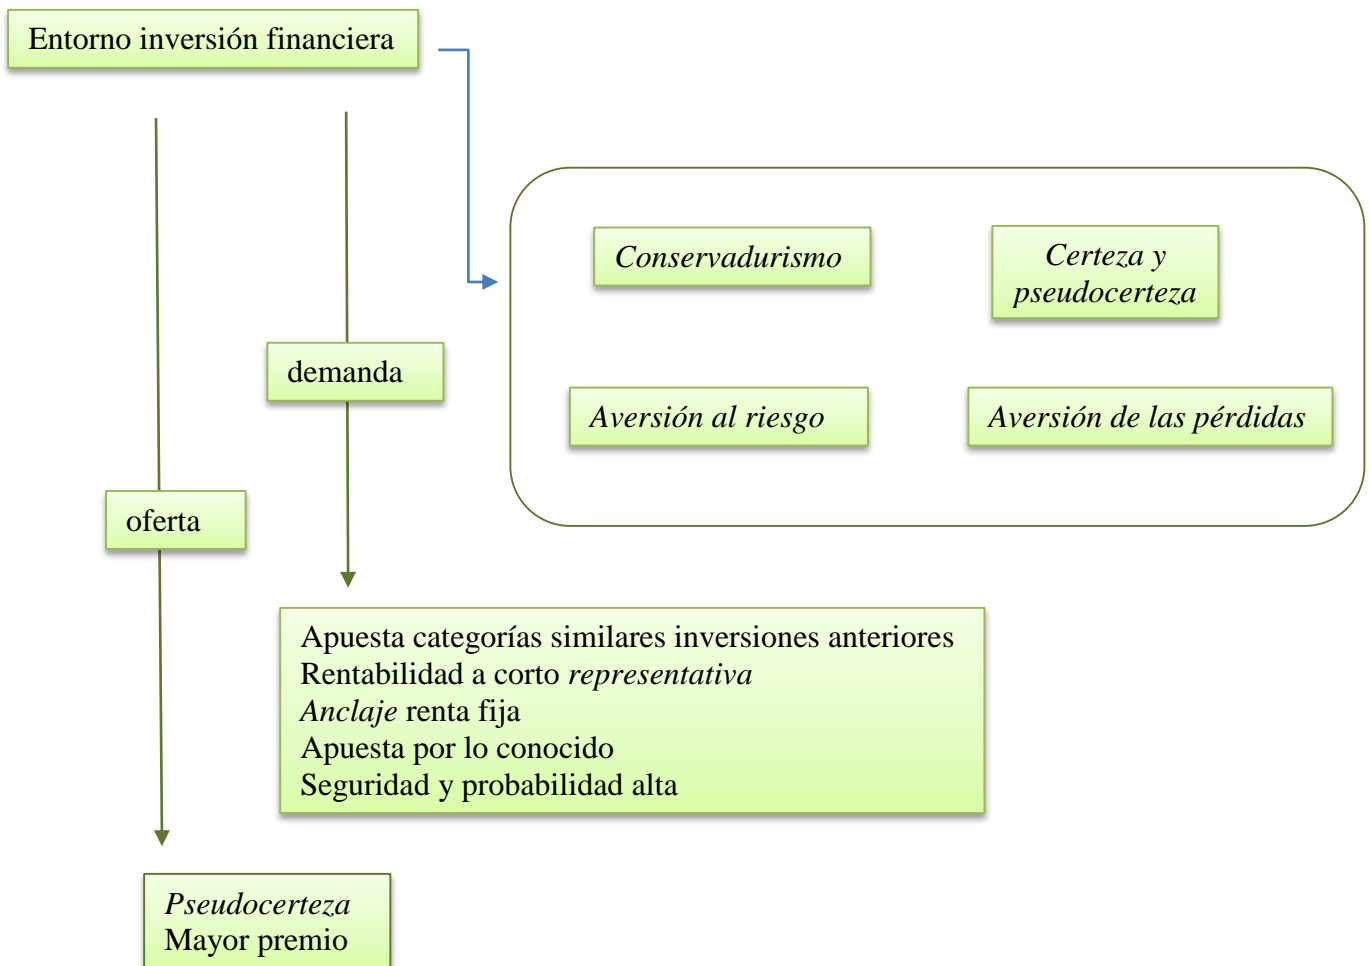 Entorno inversión financiera
Conservadurismo
Certeza y
pseudocerteza
demanda
Aversión al riesgo
Aversión de las pérdidas
oferta
Apuesta categorías similares inversiones anteriores
Rentabilidad a corto representativa
Anclaje renta fija
Apuesta por lo conocido
Seguridad y probabilidad alta
Pseudocerteza
Mayor premio